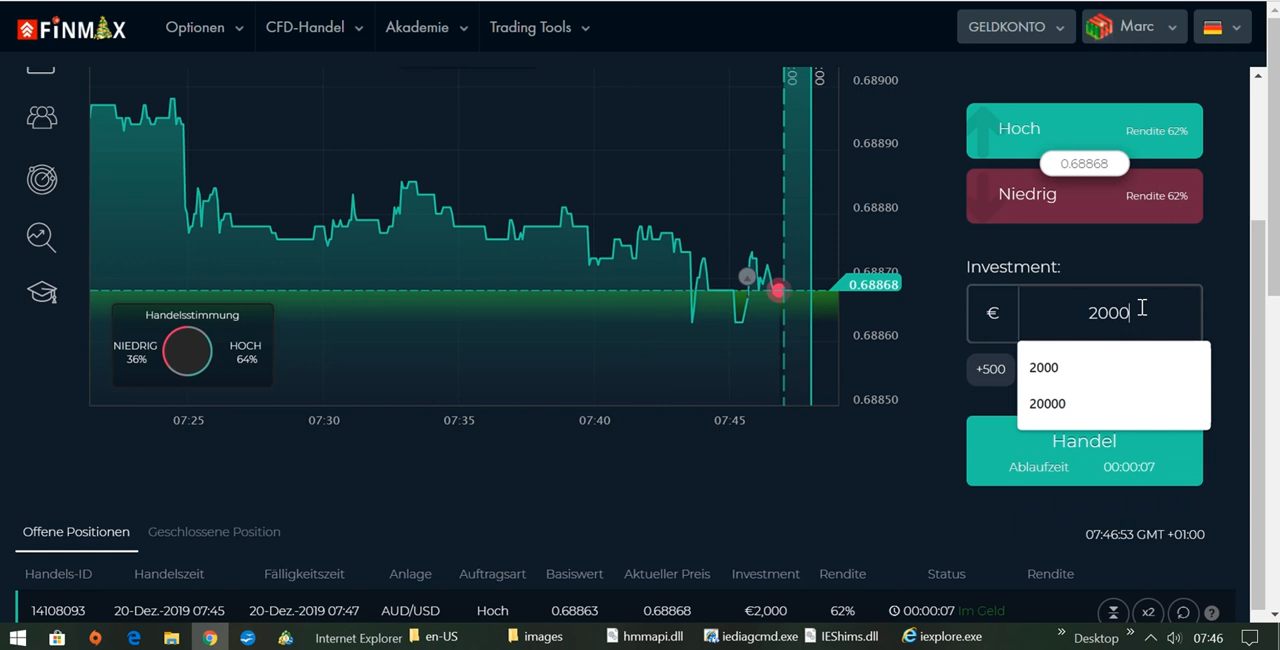 FiNMAX
Optionen
CFD-Handel
Akademie
Trading Tools
GELDKONTO
Marc
0.68900
0.68890
0.68880
0.68870
0.68868
0.68860
0.68850
Handelsstimmung
NIEDRIG
36%
HOCH
64%
07:25
07:30
07:35
07:40
07:45
Hoch
Rendite 62%
0.68868
Niedrig
Rendite 62%
Investment:
€
2000
+500
2000
20000
Handel
Ablaufzeit 00:00:07
Offene Positionen
Geschlossene Position
07:46:53 GMT +01:00
Handels-ID Handelszeit Fälligkeitszeit Anlage Auftragsart Basiswert Aktueller Preis Investment Rendite Status Rendite
14108093 20-Dez.-2019 07:45 20-Dez.-2019 07:47 AUD/USD Hoch 0.68863 0.68868 €2,000 62% 00:00:07 Im Geld x2 ?
Internet Explorer en-US images hmmapi.dll iediagcmd.exe IEShims.dll iexplore.exe » Desktop » 07:46